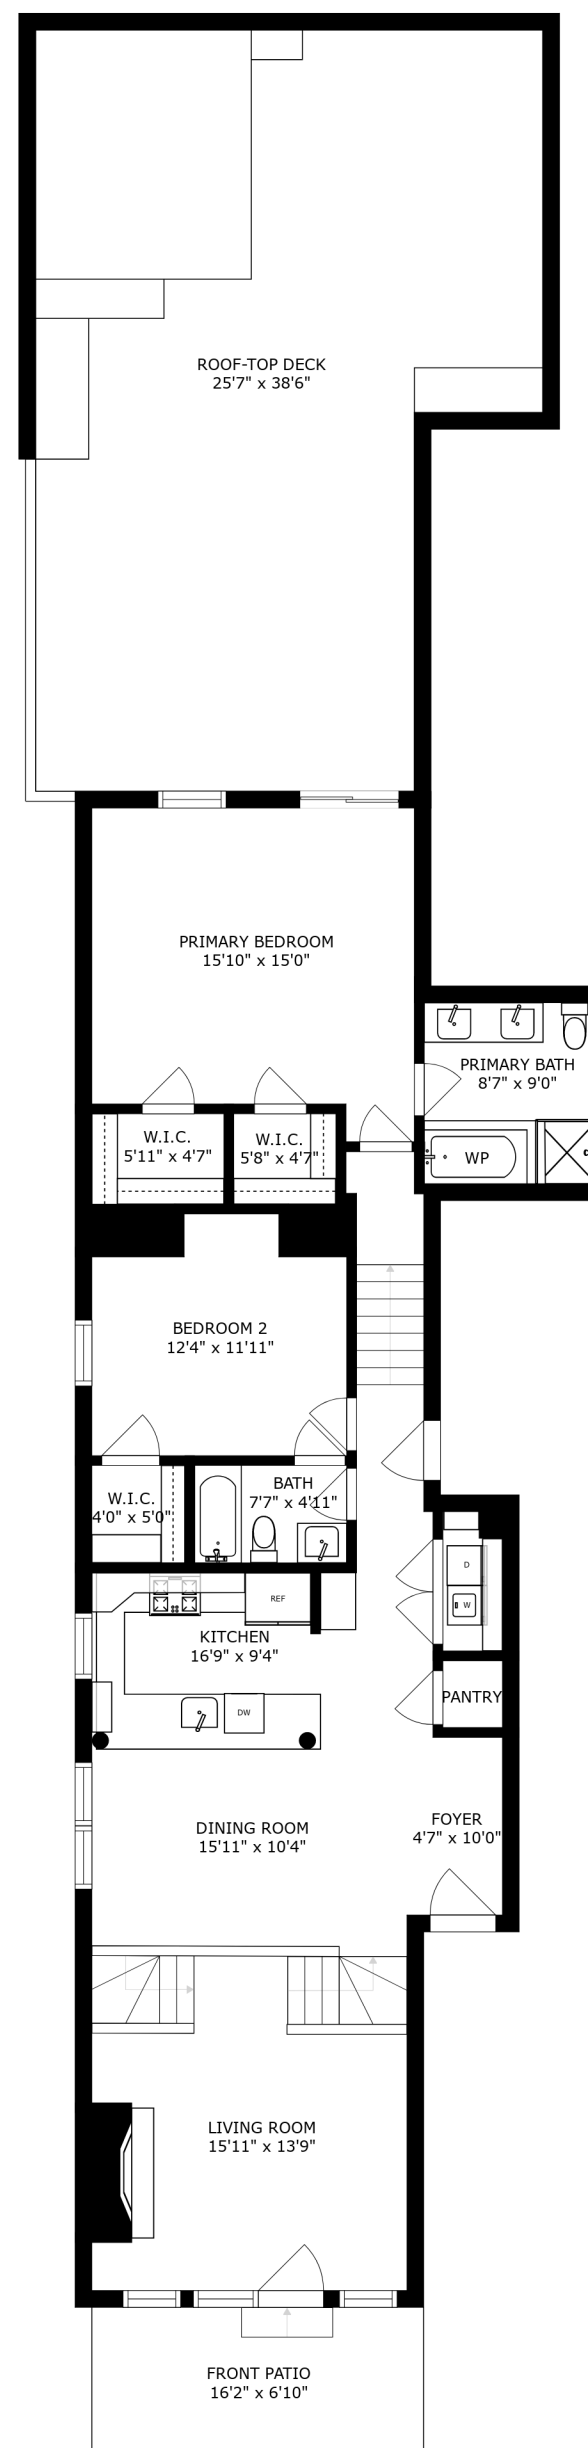 ROOF-TOP DECK
25'7" x 38'6"
PRIMARY BEDROOM
15'10" x 15'0"
PRIMARY BATH
8'7" x 9'0"
W.I.C.
5'11" x 4'7"
W.I.C.
5'8" x 4'7"
WP
BEDROOM 2
12'4" x 11'11"
BATH
7'7" x 4'11"
W.I.C.
4'0" x 5'0"
D
W
REF
KITCHEN
16'9" x 9'4"
PANTRY
DW
DINING ROOM
15'11" x 10'4"
FOYER
4'7" x 10'0"
LIVING ROOM
15'11" x 13'9"
FRONT PATIO
16'2" x 6'10"